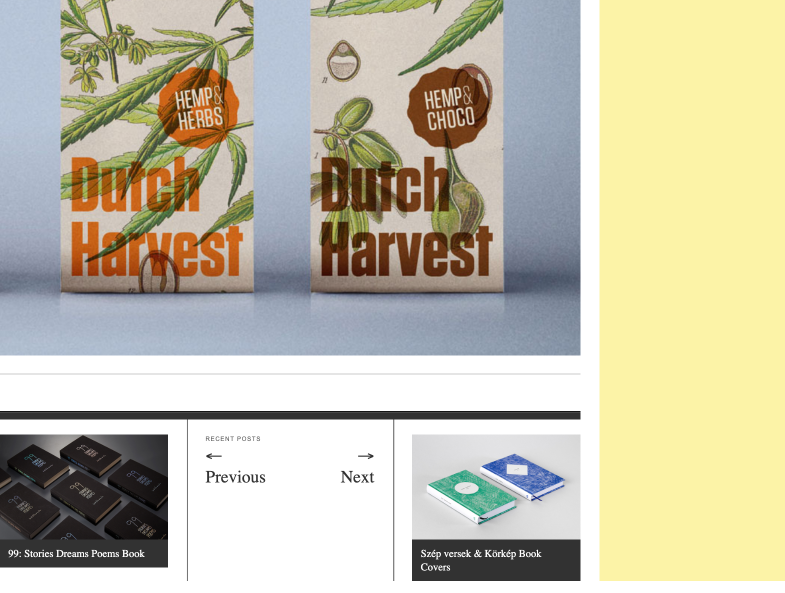 HEMP&
HERBS
Dutch
Harvest
HEMP&
CHOCO
Dutch
Harvest
RECENT POSTS
← →
Previous Next
99: Stories Dreams Poems Book
Szép versek & Körkép Book
Covers